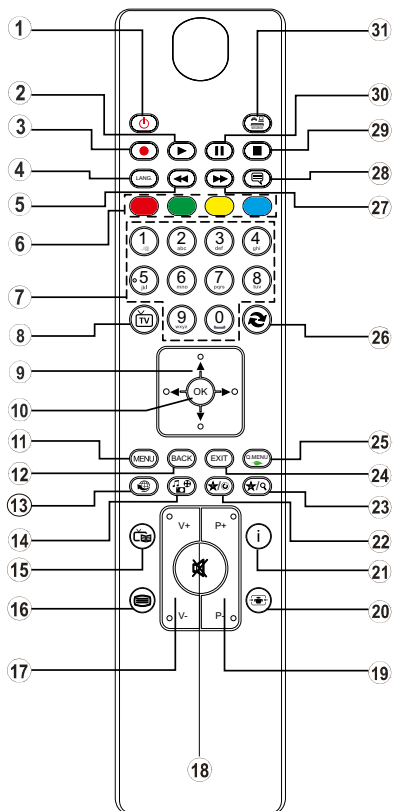 1
31
2
30
3
29
4
LANG.
28
5
27
6
1
.,@
2
abc
3
def
4
ghi
7
5
jkl
6
mno
7
pqrs
8
tuv
8
TV
9
wxyz
0
26
9
10
OK
11
MENU
BACK
EXIT
Q.MENU
25
12
24
13
23
14
22
15
V+
P+
i
21
16
20
17
V-
P-
19
18